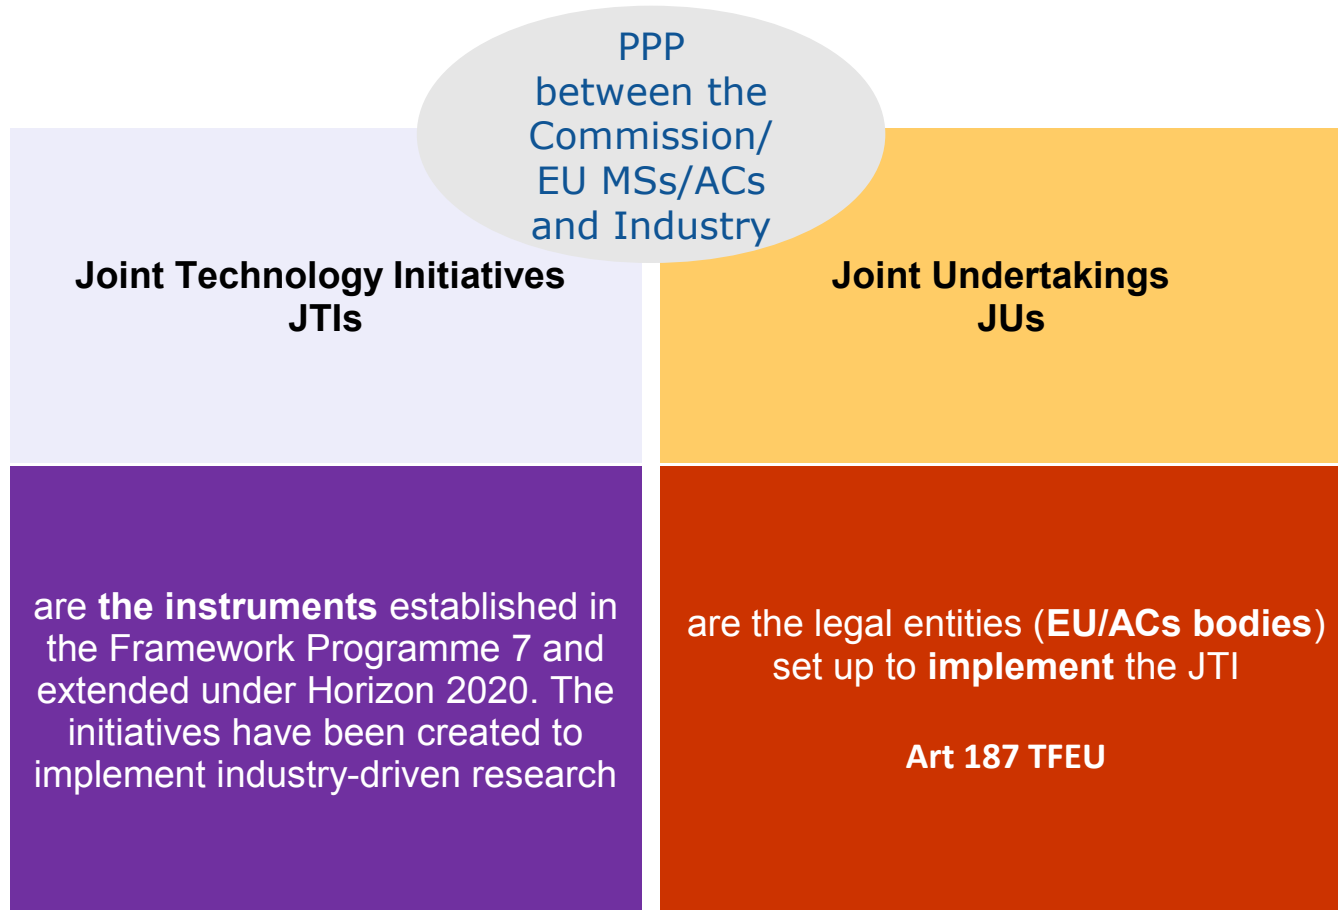 PPP
between the
Commission/
EU MSs/ACs
and Industry
Joint Technology Initiatives
JTIs
Joint Undertakings
JUs
are the instruments established in
the Framework Programme 7 and
extended under Horizon 2020. The
initiatives have been created to
implement industry-driven research
are the legal entities (EU/ACs bodies)
set up to implement the JTI
Art 187 TFEU